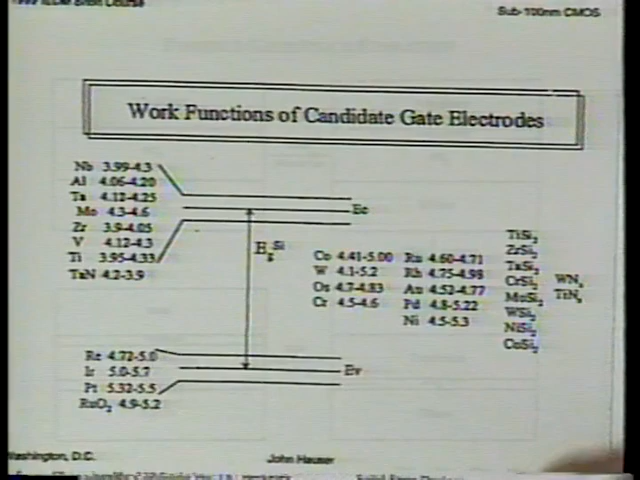 1999 IEDM Short Course
Sub-100nm CMOS
Work Functions of Candidate Gate Electrodes
Nb 3.99-4.3
Al 4.06-4.20
Ta 4.12-4.25
Mo 4.3-4.6
Zr 3.9-4.05
V 4.12-4.3
Ti 3.95-4.33
TaN 4.2-3.9
Ec
Eg Si
Co 4.41-5.00
W 4.1-5.2
Os 4.7-4.83
Cr 4.5-4.6
Ru 4.60-4.71
Rh 4.75-4.98
Au 4.52-4.77
Pd 4.8-5.22
Ni 4.5-5.3
TiSi2
ZrSi2
TaSi2
CrSi2
MoSi2
WSi2
NiSi2
CoSi2
WNx
TiNx
Re 4.72-5.0
Ir 5.0-5.7
Pt 5.32-5.5
RuO2 4.9-5.2
Ev
Washington, D.C.
John Hauser